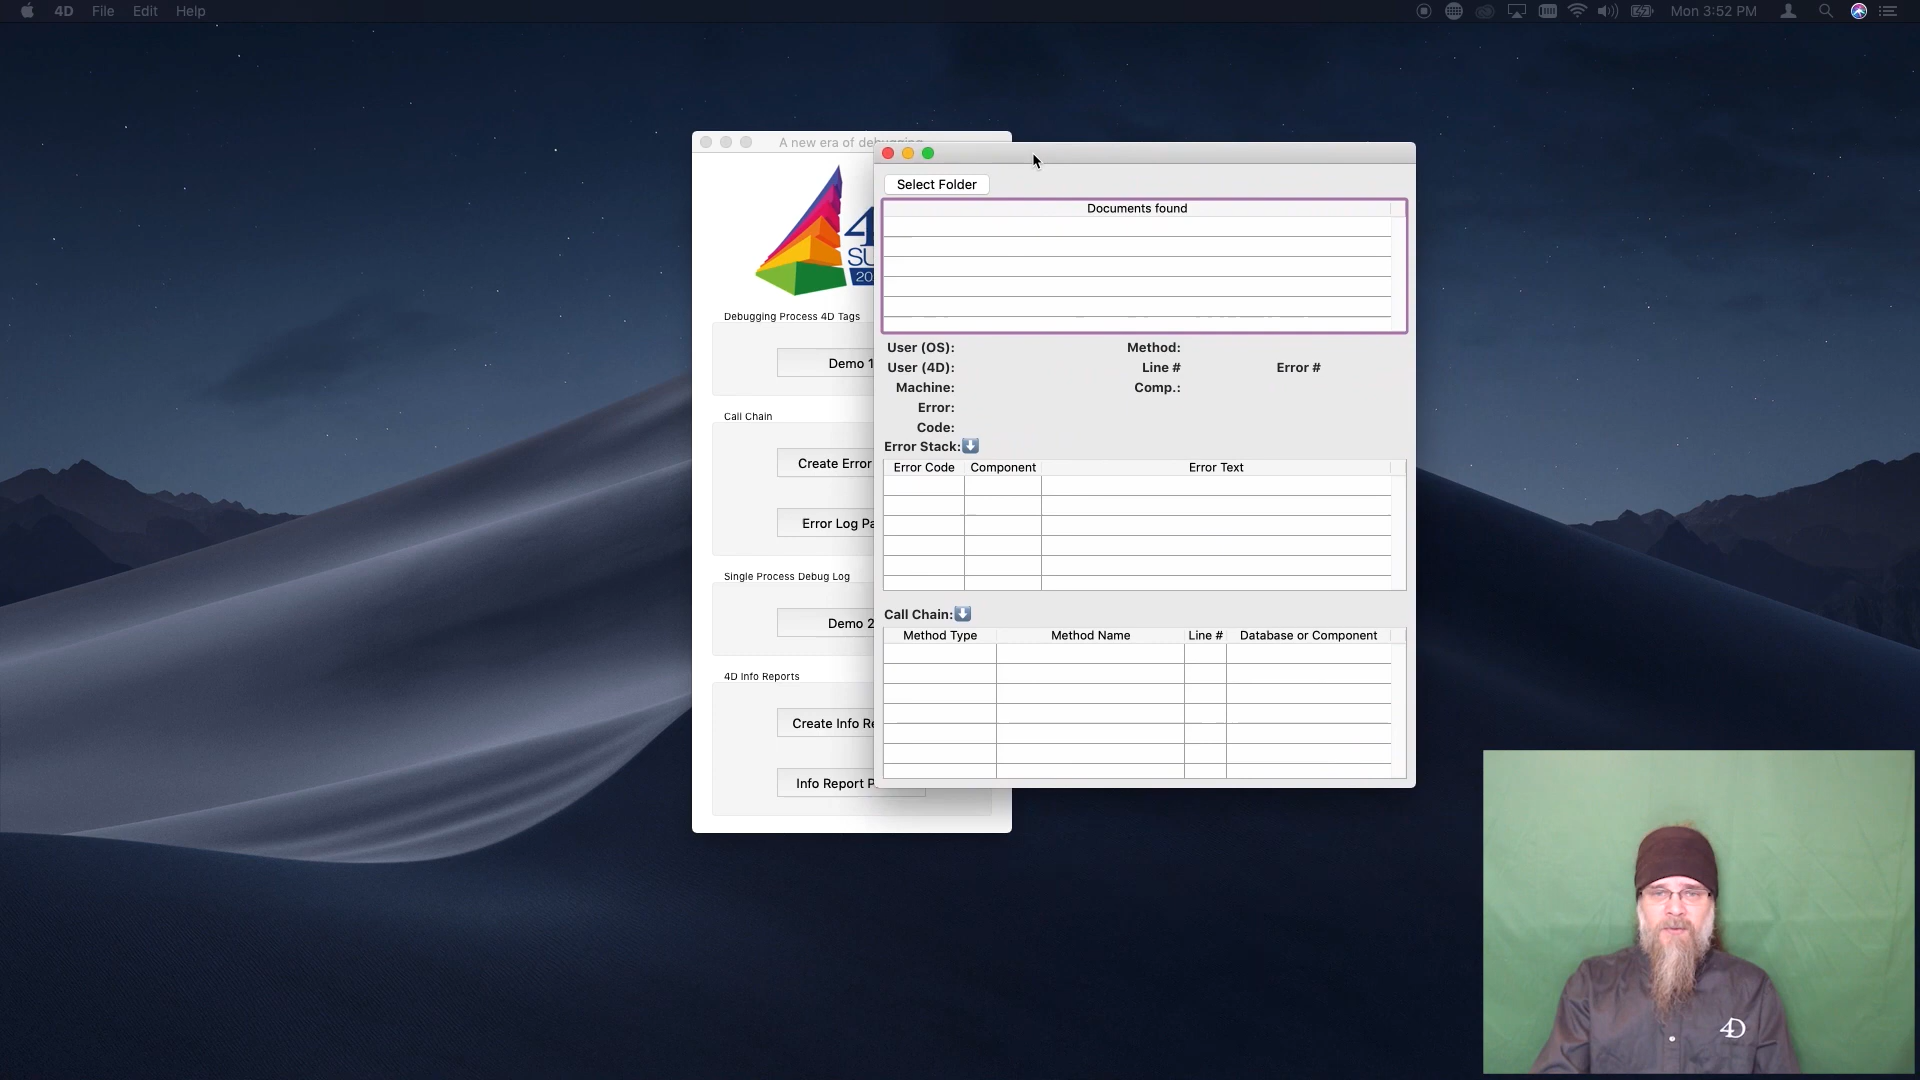 4D File Edit Help
Mon 3:52 PM
A new era of
Select Folder
Documents found
4
SU
20
Debugging Process 4D Tags
Demo 1
User (OS):
Method:
User (4D):
Line #
Error #
Machine:
Comp.:
Error:
Code:
Call Chain
Create Error
Error Log Pa
Error Stack:
Error Code Component Error Text
Single Process Debug Log
Demo 2
Call Chain:
Method Type Method Name Line # Database or Component
4D Info Reports
Create Info Re
Info Report P
4D